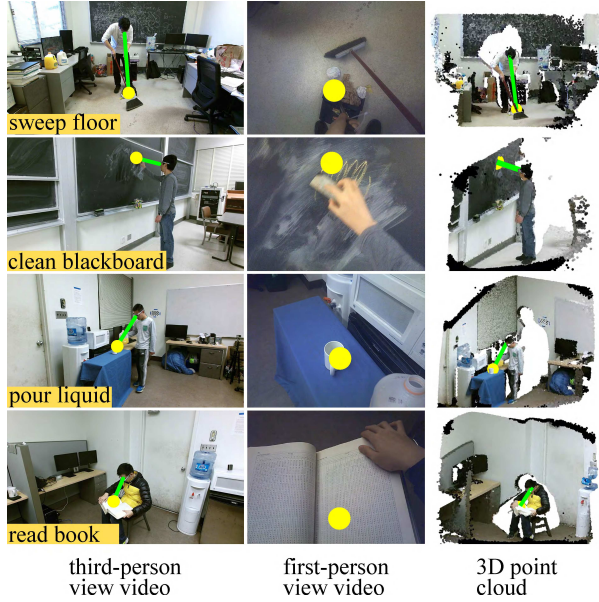 sweep floor
clean blackboard
pour liquid
read book
third-person
view video
first-person
view video
3D point
cloud